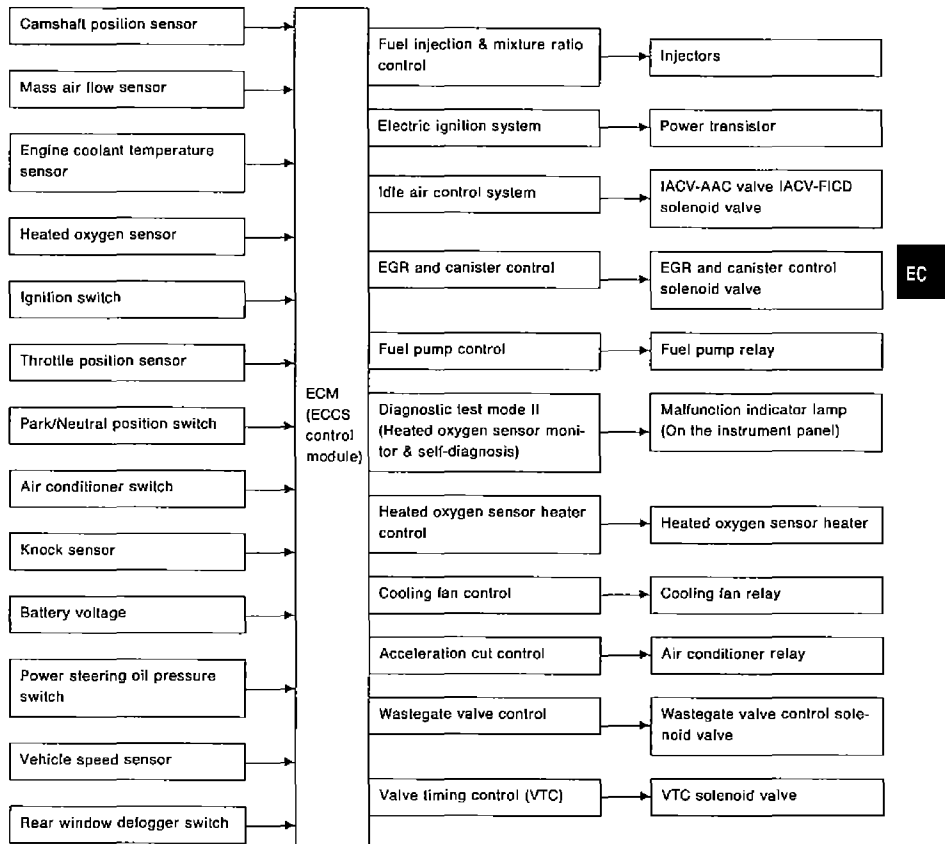 Camshaft position sensor
Mass air flow sensor
Engine coolant temperature
sensor
Heated oxygen sensor
Ignition switch
Throttle position sensor
Park/Neutral position switch
Air conditioner switch
Knock sensor
Battery voltage
Power steering oil pressure
switch
Vehicle speed sensor
Rear window defogger switch
ECM
(ECCS
control
module)
Fuel injection & mixture ratio
control
Injectors
Electric ignition system
Power transistor
Idle air control system
IACV-AAC valve IACV-FICD
solenoid valve
EGR and canister control
EGR and canister control
solenoid valve
Fuel pump control
Fuel pump relay
Diagnostic test mode II
(Heated oxygen sensor moni-
tor & self-diagnosis)
Malfunction indicator lamp
(On the instrument panel)
Heated oxygen sensor heater
control
Heated oxygen sensor heater
Cooling fan control
Cooling fan relay
Acceleration cut control
Air conditioner relay
Wastegate valve control
Wastegate valve control sole-
noid valve
Valve timing control (VTC)
VTC solenoid valve
EC